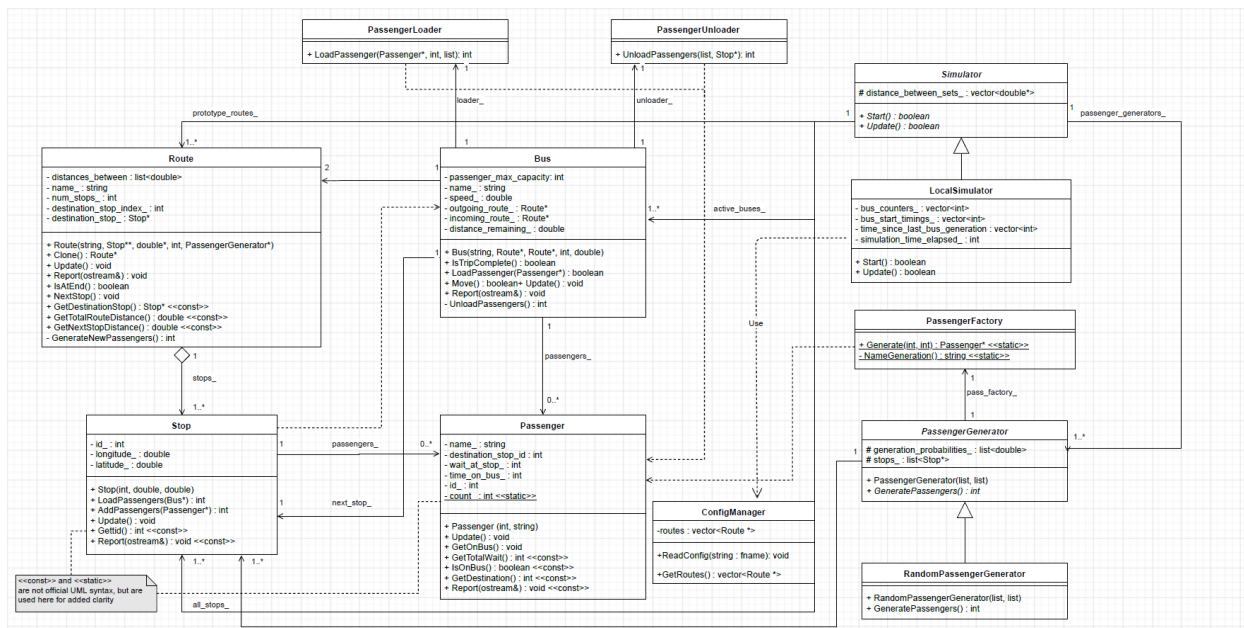 PassengerLoader
+ LoadPassenger(Passenger*, int, list): int
PassengerUnloader
+ UnloadPassengers(list, Stop*): int
Simulator
# distance_between_sets_ : vector<double*>
+ Start() : boolean
+ Update() : boolean
1
1
loader_
unloader_
1
1
prototype_routes_
1..*
1
1
passenger_generators_
Route
- distances_between : list<double>
- name_ : string
- num_stops_ : int
- destination_stop_index_ : int
- destination_stop_ : Stop*
+ Route(string, Stop**, double*, int, PassengerGenerator*)
+ Clone() : Route*
+ Update() : void
+ Report(ostream&) : void
+ IsAtEnd() : boolean
+ NextStop() : void
+ GetDestinationStop() : Stop* <<const>>
+ GetTotalRouteDistance() : double <<const>>
+ GetNextStopDistance() : double <<const>>
- GenerateNewPassengers() : int
2
1
Bus
- passenger_max_capacity: int
- name_ : string
- speed_ : double
- outgoing_route_ : Route*
- incoming_route_ : Route*
- distance_remaining_ : double
+ Bus(string, Route*, Route*, int, double)
+ IsTripComplete() : boolean
+ LoadPassenger(Passenger*) : boolean
+ Move() : boolean+ Update() : void
+ Report(ostream&) : void
- UnloadPassengers() : int
1..*
active_buses_
1
LocalSimulator
- bus_counters_ : vector<int>
- bus_start_timings_ : vector<int>
- time_since_last_bus_generation : vector<int>
- simulation_time_elapsed_ : int
+ Start() : boolean
+ Update() : boolean
Use
PassengerFactory
+ Generate(int, int) : Passenger* <<static>>
- NameGeneration() : string <<static>>
1
pass_factory_
1
1
stops_
1..*
1
passengers_
0..*
Stop
- id_ : int
- longitude_ : double
- latitude_ : double
+ Stop(int, double, double)
+ LoadPassengers(Bus*) : int
+ AddPassengers(Passenger*) : int
+ Update() : void
+ GettId() : int <<const>>
+ Report(ostream&) : void <<const>>
1
passengers_
0..*
1
next_stop_
Passenger
- name_ : string
- destination_stop_id : int
- wait_at_stop_ : int
- time_on_bus_ : int
- id_ : int
- count_ : int <<static>>
+ Passenger (int, string)
+ Update() : void
+ GetOnBus() : void
+ GetTotalWait() : int <<const>>
+ IsOnBus() : boolean <<const>>
+ GetDestination() : int <<const>>
+ Report(ostream&) : void <<const>>
ConfigManager
-routes : vector<Route *>
+ReadConfig(string : fname): void
+GetRoutes() : vector<Route *>
1
1..*
PassengerGenerator
# generation_probabilities_ : list<double>
# stops_ : list<Stop*>
+ PassengerGenerator(list, list)
+ GeneratePassengers() : int
RandomPassengerGenerator
+ RandomPassengerGenerator(list, list)
+ GeneratePasengers() : int
1..*
1..*
all_stops_
<<const>> and <<static>>
are not official UML syntax, but are
used here for added clarity